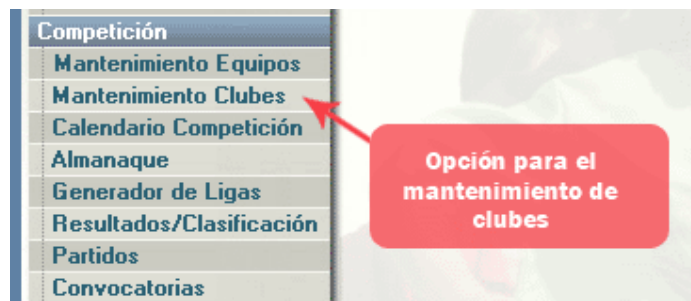 Competición
Mantenimiento Equipos
Mantenimiento Clubes
Calendario Competición
Almanaque
Generador de Ligas
Resultados/Clasificación
Partidos
Convocatorias
Opción para el
mantenimiento de
clubes